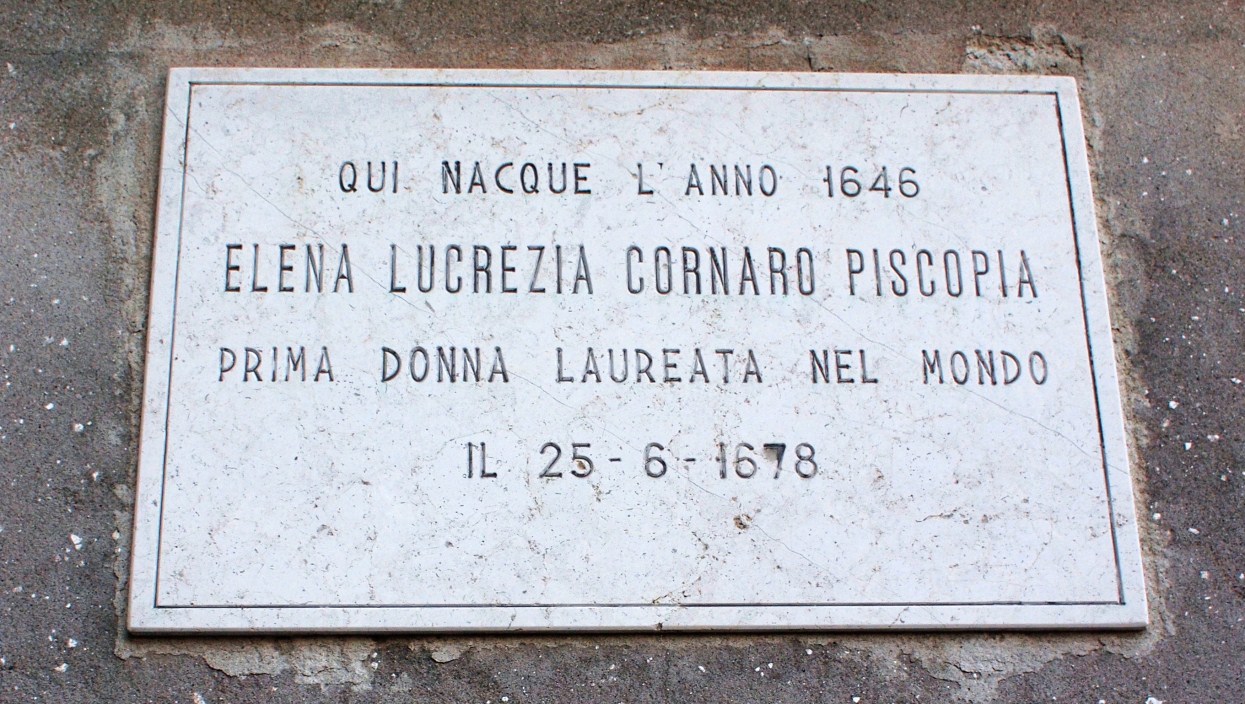 QUI NACQUE L'ANNO 1646
ELENA LUCREZIA CORNARO PISCOPIA
PRIMA DONNA LAUREATA NEL MONDO
IL 25-6-1678